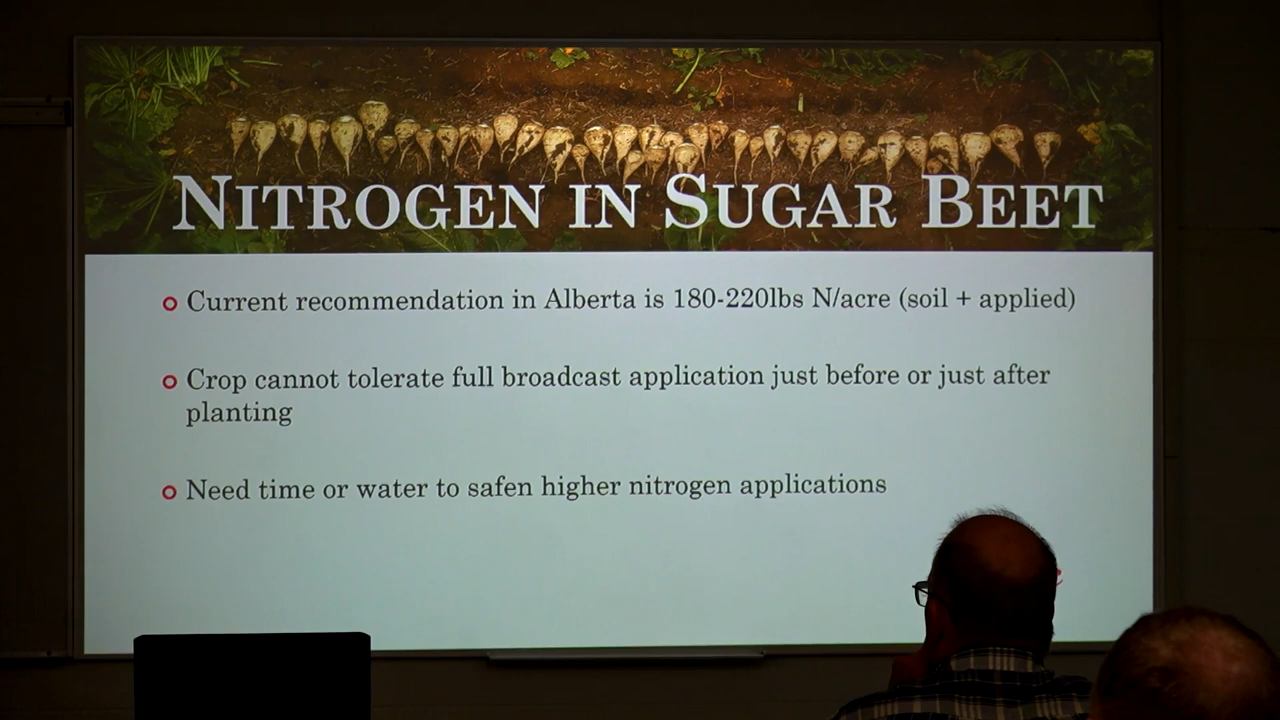 NITROGEN IN SUGAR BEET
Current recommendation in Alberta is 180-220lbs N/acre (soil + applied)
Crop cannot tolerate full broadcast application just before or just after
planting
Need time or water to safen higher nitrogen applications